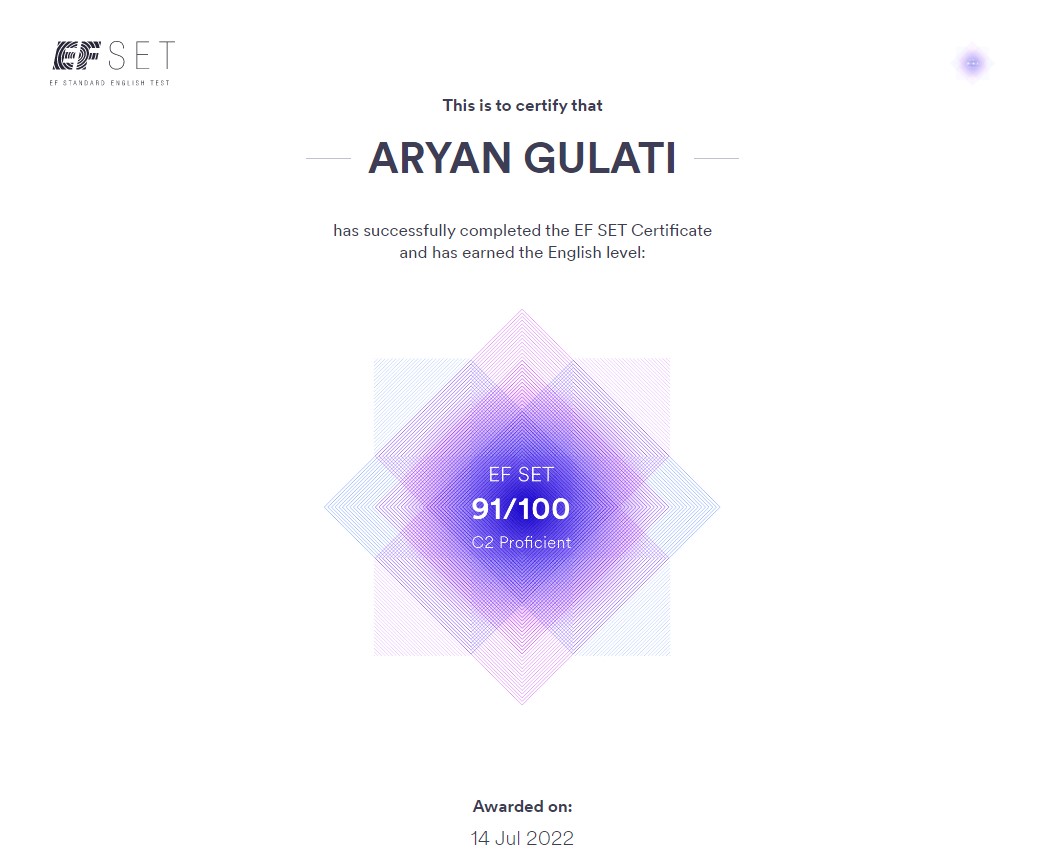 EF SET
EF STANDARD ENGLISH TEST
This is to certify that
ARYAN GULATI
has successfully completed the EF SET Certificate
and has earned the English level:
EF SET
91/100
C2 Proficient
Awarded on:
14 Jul 2022